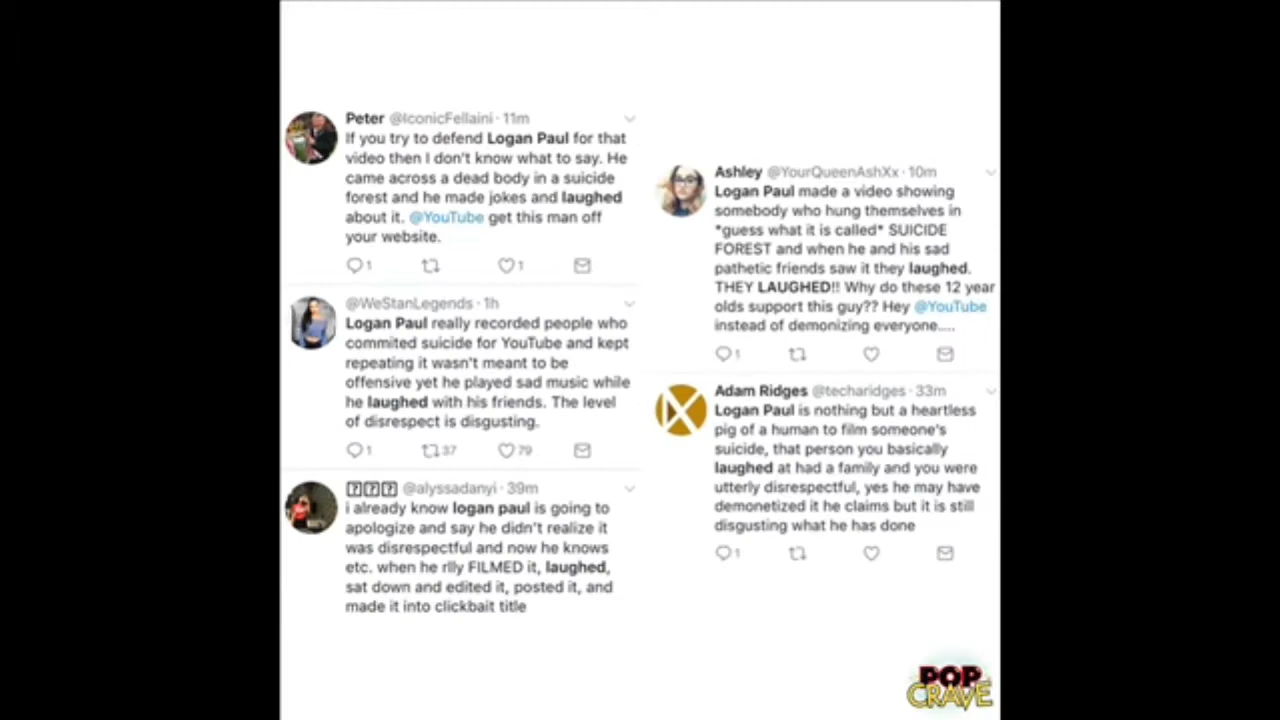 Peter @IconicFellaini · 11m
If you try to defend Logan Paul for that
video then I don't know what to say. He
came across a dead body in a suicide
forest and he made jokes and laughed
about it. @YouTube get this man off
your website.
1 1
@WeStanLegends · 1h
Logan Paul really recorded people who
commited suicide for YouTube and kept
repeating it wasn't meant to be
offensive yet he played sad music while
he laughed with his friends. The level
of disrespect is disgusting.
1 37 79
@alyssadanyi · 39m
i already know logan paul is going to
apologize and say he didn't realize it
was disrespectful and now he knows
etc. when he rlly FILMED it, laughed,
sat down and edited it, posted it, and
made it into clickbait title
Ashley @YourQueenAshXx · 10m
Logan Paul made a video showing
somebody who hung themselves in
*guess what it is called* SUICIDE
FOREST and when he and his sad
pathetic friends saw it they laughed.
THEY LAUGHED!! Why do these 12 year
olds support this guy?? Hey @YouTube
instead of demonizing everyone....
1
Adam Ridges @techaridges · 33m
Logan Paul is nothing but a heartless
pig of a human to film someone's
suicide, that person you basically
laughed at had a family and you were
utterly disrespectful, yes he may have
demonetized it he claims but it is still
disgusting what he has done
1
POP
CRAVE